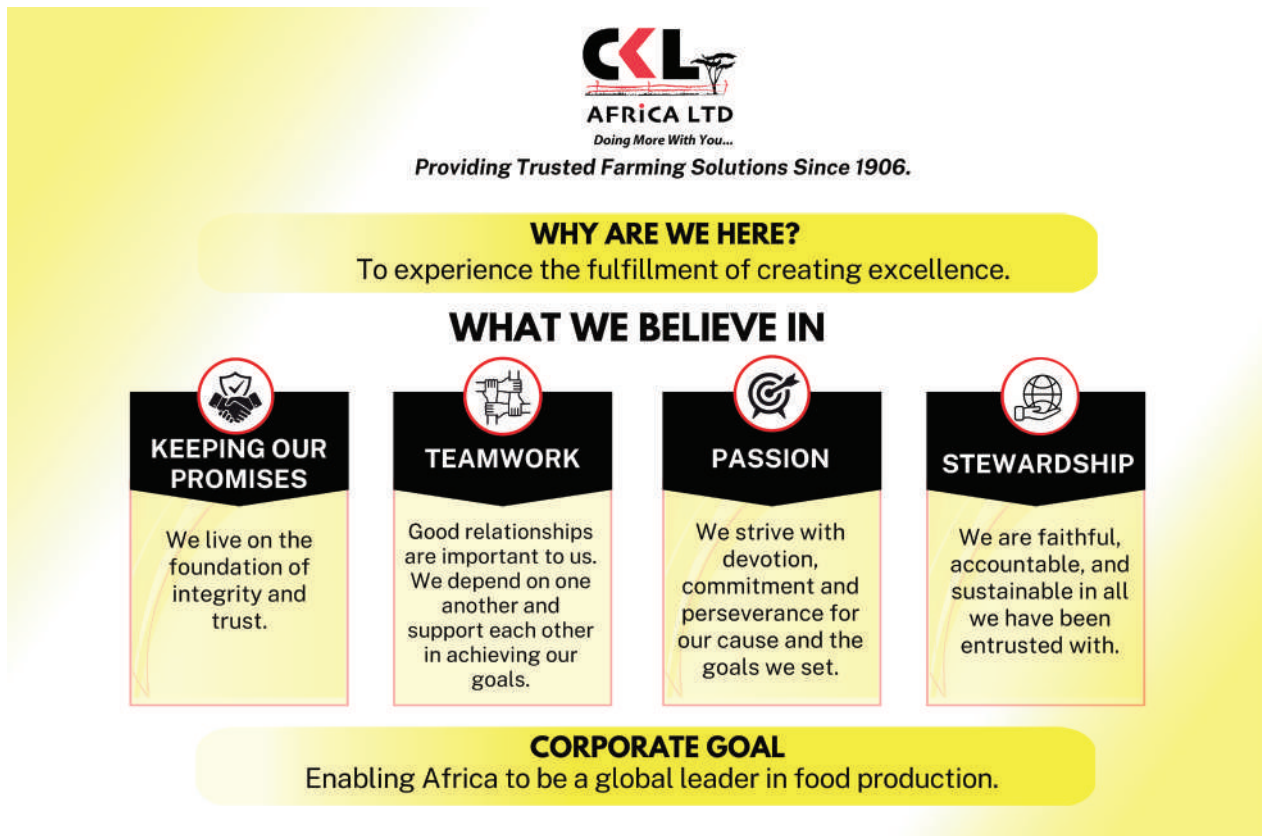 CKL
AFRiCA LTD
Doing More With You...
Providing Trusted Farming Solutions Since 1906.
WHY ARE WE HERE?
To experience the fulfillment of creating excellence.
WHAT WE BELIEVE IN
KEEPING OUR
PROMISES
We live on the
foundation of
integrity and
trust.
TEAMWORK
Good relationships
are important to us.
We depend on one
another and
support each other
in achieving our
goals.
PASSION
We strive with
devotion,
commitment and
perseverance for
our cause and the
goals we set.
STEWARDSHIP
We are faithful,
accountable, and
sustainable in all
we have been
entrusted with.
CORPORATE GOAL
Enabling Africa to be a global leader in food production.